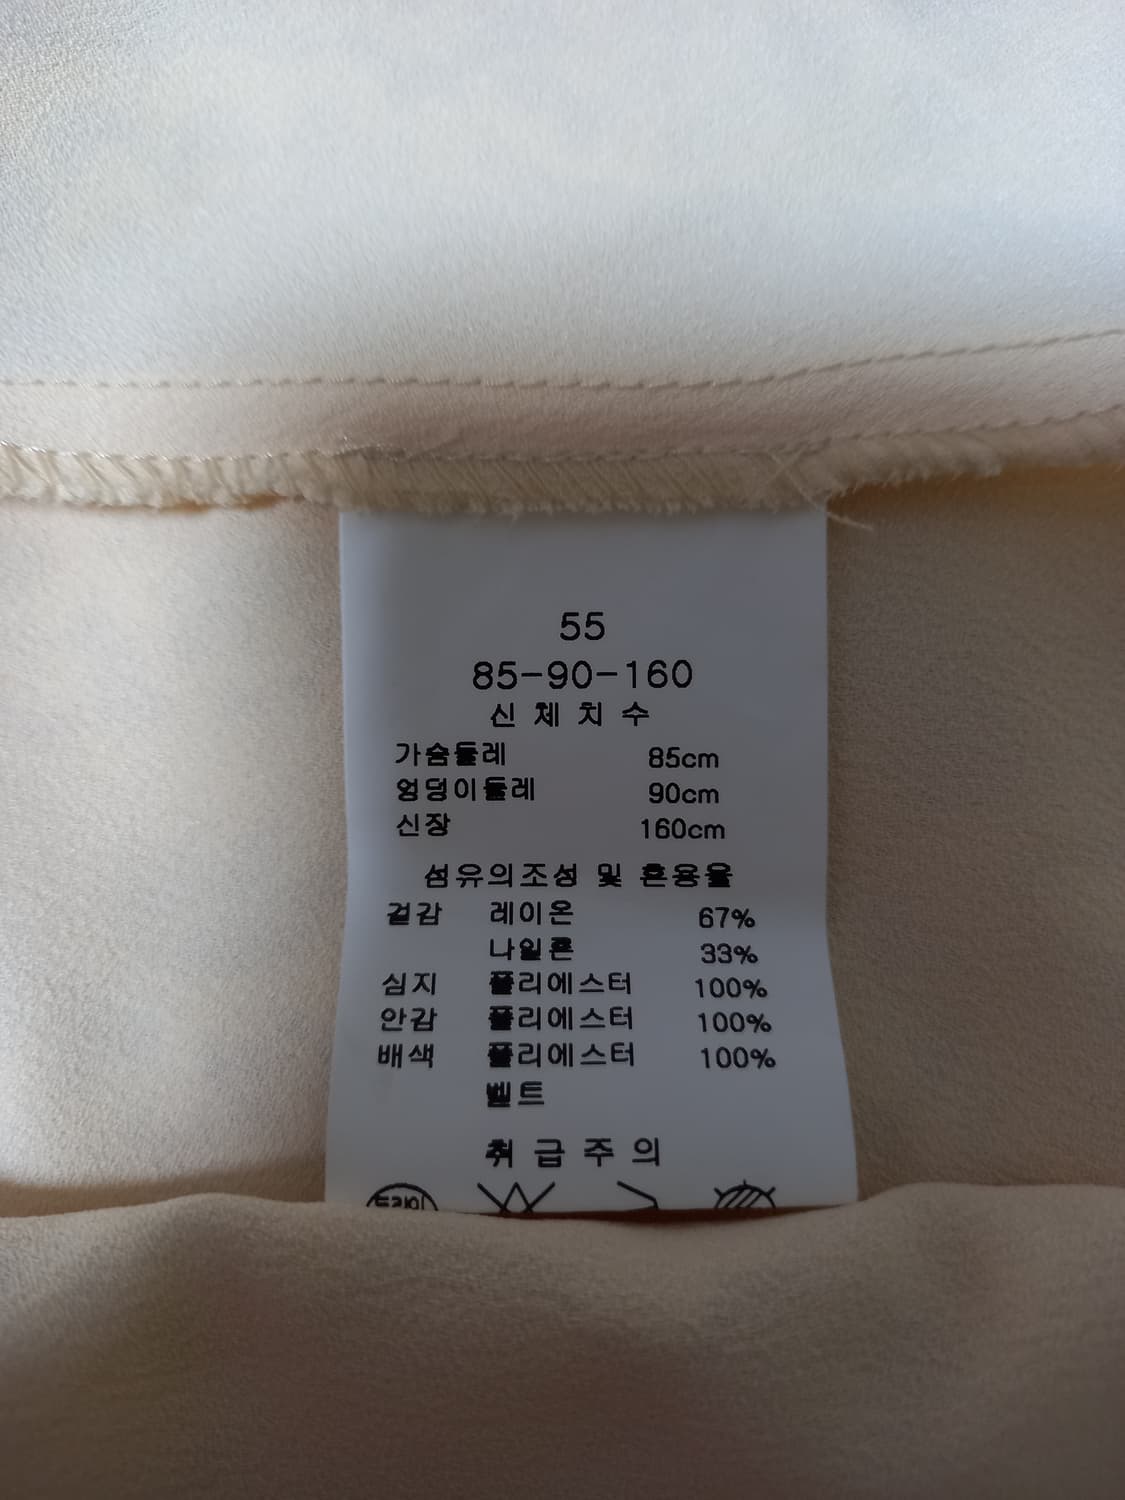 55
85-90-160
신 체 치 수
가슴둘레 85cm
엉덩이둘레 90cm
신장 160cm
섬유의조성 및 혼용율
겉감 레이온 67%
나일론 33%
심지 폴리에스터 100%
안감 폴리에스터 100%
배색 폴리에스터 100%
벨트
취 급 주 의
드라이